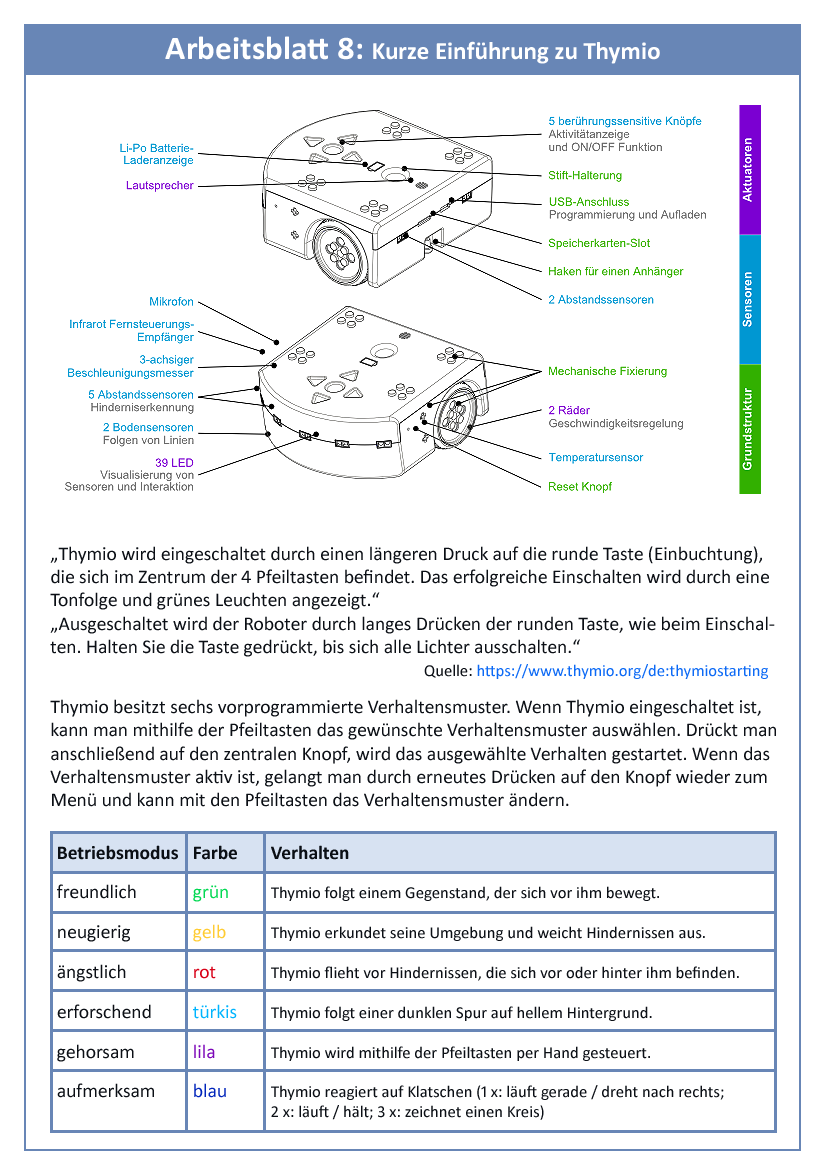 Arbeitsblatt 8: Kurze Einführung zu Thymio
Li-Po Batterie-
Laderanzeige
Lautsprecher
5 berührungssensitive Knöpfe
Aktivitätanzeige
und ON/OFF Funktion
Stift-Halterung
USB-Anschluss
Programmierung und Aufladen
Speicherkarten-Slot
Haken für einen Anhänger
2 Abstandssensoren
Mikrofon
Infrarot Fernsteuerungs-
Empfänger
3-achsiger
Beschleunigungsmesser
5 Abstandssensoren
Hinderniserkennung
2 Bodensensoren
Folgen von Linien
39 LED
Visualisierung von
Sensoren und Interaktion
Mechanische Fixierung
2 Räder
Geschwindigkeitsregelung
Temperatursensor
Reset Knopf
Aktuatoren
Sensoren
Grundstruktur
„Thymio wird eingeschaltet durch einen längeren Druck auf die runde Taste (Einbuchtung),
die sich im Zentrum der 4 Pfeiltasten befindet. Das erfolgreiche Einschalten wird durch eine
Tonfolge und grünes Leuchten angezeigt.“
„Ausgeschaltet wird der Roboter durch langes Drücken der runden Taste, wie beim Einschal-
ten. Halten Sie die Taste gedrückt, bis sich alle Lichter ausschalten.“
Quelle: https://www.thymio.org/de:thymiostarting
Thymio besitzt sechs vorprogrammierte Verhaltensmuster. Wenn Thymio eingeschaltet ist,
kann man mithilfe der Pfeiltasten das gewünschte Verhaltensmuster auswählen. Drückt man
anschließend auf den zentralen Knopf, wird das ausgewählte Verhalten gestartet. Wenn das
Verhaltensmuster aktiv ist, gelangt man durch erneutes Drücken auf den Knopf wieder zum
Menü und kann mit den Pfeiltasten das Verhaltensmuster ändern.
Betriebsmodus Farbe Verhalten
freundlich grün Thymio folgt einem Gegenstand, der sich vor ihm bewegt.
neugierig gelb Thymio erkundet seine Umgebung und weicht Hindernissen aus.
ängstlich rot Thymio flieht vor Hindernissen, die sich vor oder hinter ihm befinden.
erforschend türkis Thymio folgt einer dunklen Spur auf hellem Hintergrund.
gehorsam lila Thymio wird mithilfe der Pfeiltasten per Hand gesteuert.
aufmerksam blau Thymio reagiert auf Klatschen (1 x: läuft gerade / dreht nach rechts;
2 x: läuft / hält; 3 x: zeichnet einen Kreis)